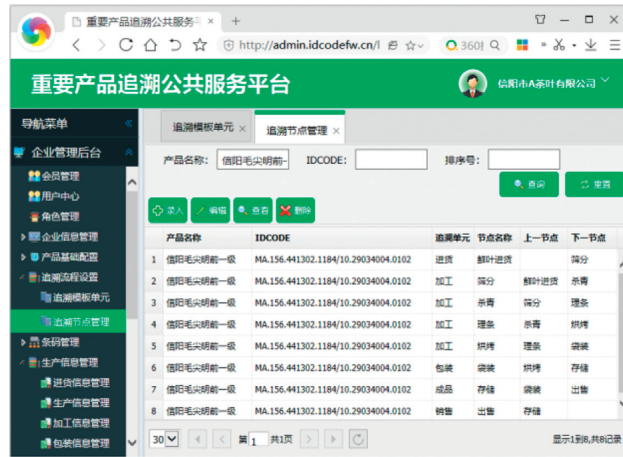 重要产品追溯公共服务平 × +
http://admin.idcodefw.cn/l
重要产品追溯公共服务平台
信阳市A茶叶有限公司
导航菜单
追溯模板单元 × 追溯节点管理 ×
企业管理后台
产品名称: 信阳毛尖明前一 IDCODE: 排序号:
会员管理
用户中心
角色管理
企业信息管理
产品基础配置
追溯流程设置
追溯模板单元
追溯节点管理
条码管理
生产信息管理
进货信息管理
生产信息管理
加工信息管理
包装信息管理
查询 重置
录入 编辑 查看 删除
产品名称 IDCODE 追溯单元 节点名称 上一节点 下一节点
1 信阳毛尖明前一级 MA.156.441302.1184/10.29034004.0102 进货 鲜叶进货 筛分
2 信阳毛尖明前一级 MA.156.441302.1184/10.29034004.0102 加工 筛分 鲜叶进货 杀青
3 信阳毛尖明前一级 MA.156.441302.1184/10.29034004.0102 加工 杀青 筛分 理条
4 信阳毛尖明前一级 MA.156.441302.1184/10.29034004.0102 加工 理条 杀青 烘烤
5 信阳毛尖明前一级 MA.156.441302.1184/10.29034004.0102 加工 烘烤 理条 袋装
6 信阳毛尖明前一级 MA.156.441302.1184/10.29034004.0102 包装 袋装 烘烤 存储
7 信阳毛尖明前一级 MA.156.441302.1184/10.29034004.0102 成品 存储 袋装 出售
8 信阳毛尖明前一级 MA.156.441302.1184/10.29034004.0102 销售 出售 存储
30 第 1 共1页 显示1到8,共8记录